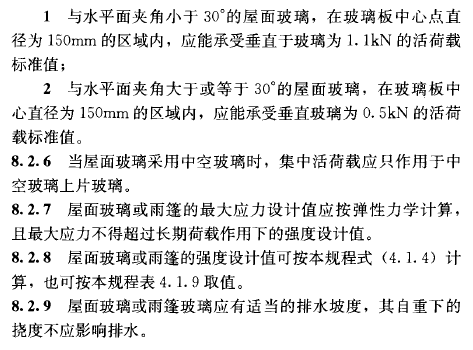 1 与水平面夹角小于 30°的屋面玻璃，在玻璃板中心点直
径为 150mm 的区域内，应能承受垂直于玻璃为 1.1kN 的活荷载
标准值；
2 与水平面夹角大于或等于 30°的屋面玻璃，在玻璃板中
心直径为 150mm 的区域内，应能承受垂直玻璃为 0.5kN 的活荷
载标准值。
8.2.6 当屋面玻璃采用中空玻璃时，集中活荷载应只作用于中
空玻璃上片玻璃。
8.2.7 屋面玻璃或雨篷的最大应力设计值应按弹性力学计算，
且最大应力不得超过长期荷载作用下的强度设计值。
8.2.8 屋面玻璃或雨篷的强度设计值可按本规程式（4.1.4）计
算，也可按本规程表 4.1.9 取值。
8.2.9 屋面玻璃或雨篷玻璃应有适当的排水坡度，其自重下的
挠度不应影响排水。